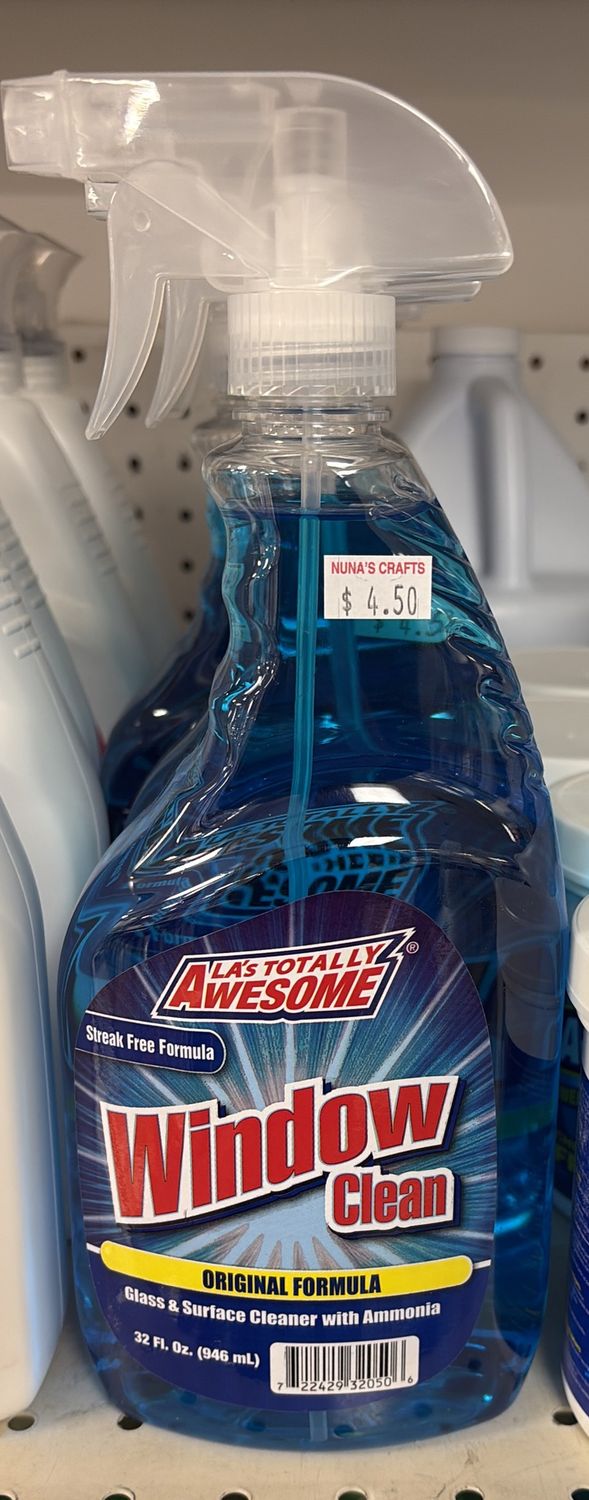 NUNA'S CRAFTS
$ 4.50
LA'S TOTALLY
AWESOME®
Streak Free Formula
Window
Clean
ORIGINAL FORMULA
Glass & Surface Cleaner with Ammonia
32 Fl. Oz. (946 mL)
7 22429 32050 6